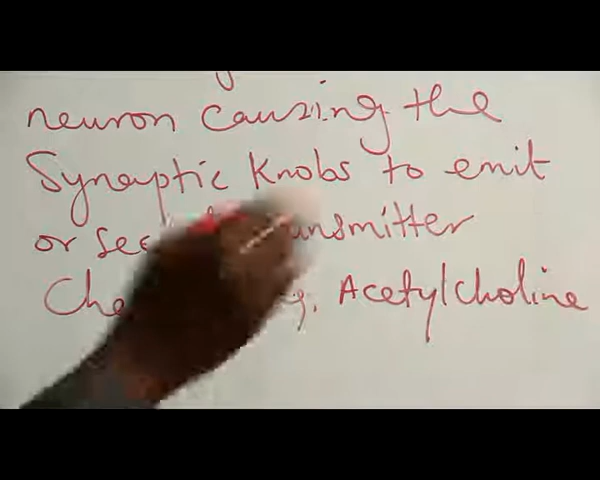 neuron causing the
Synaptic Knobs to emit
or
Acetylcholine